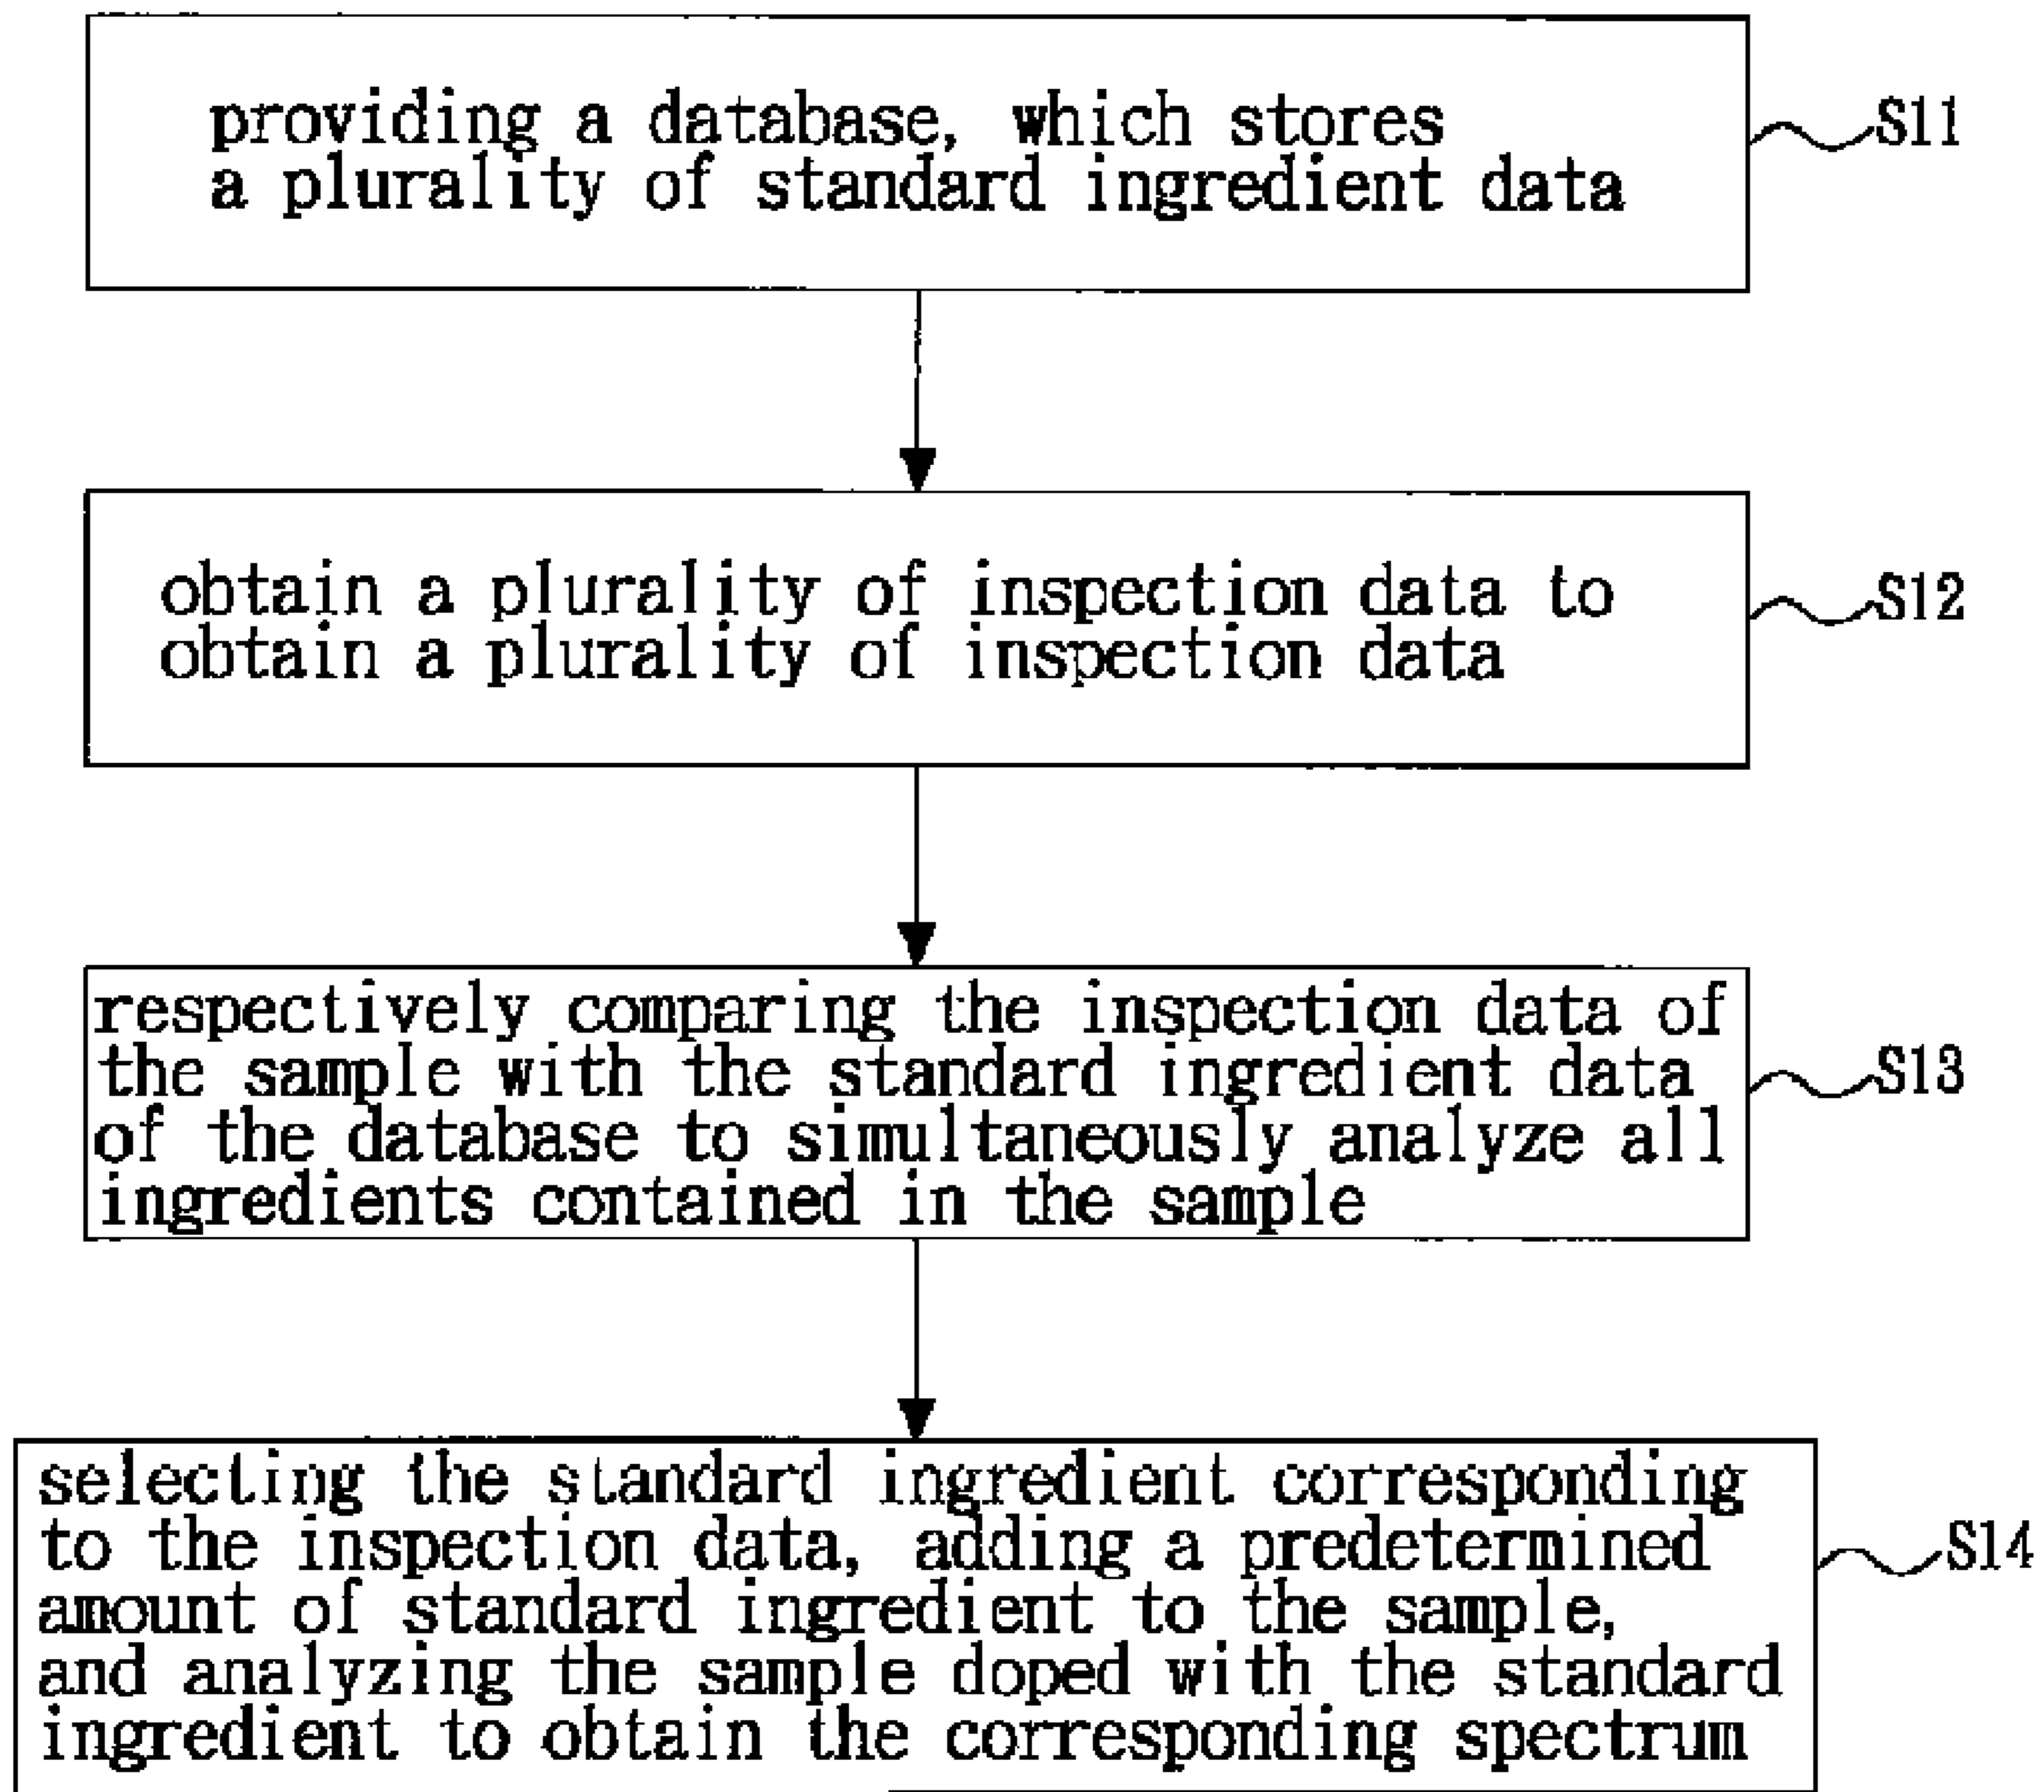 providing a database, which stores
a plurality of standard ingredient data
S11
obtain a plurality of inspection data to
obtain a plurality of inspection data
S12
respectively comparing the inspection data of
the sample with the standard ingredient data
of the database to simultaneously analyze all
ingredients contained in the sample
S13
selecting the standard ingredient corresponding
to the inspection data, adding a predetermined
amount of standard ingredient to the sample,
and analyzing the sample doped with the standard
ingredient to obtain the corresponding spectrum
S14